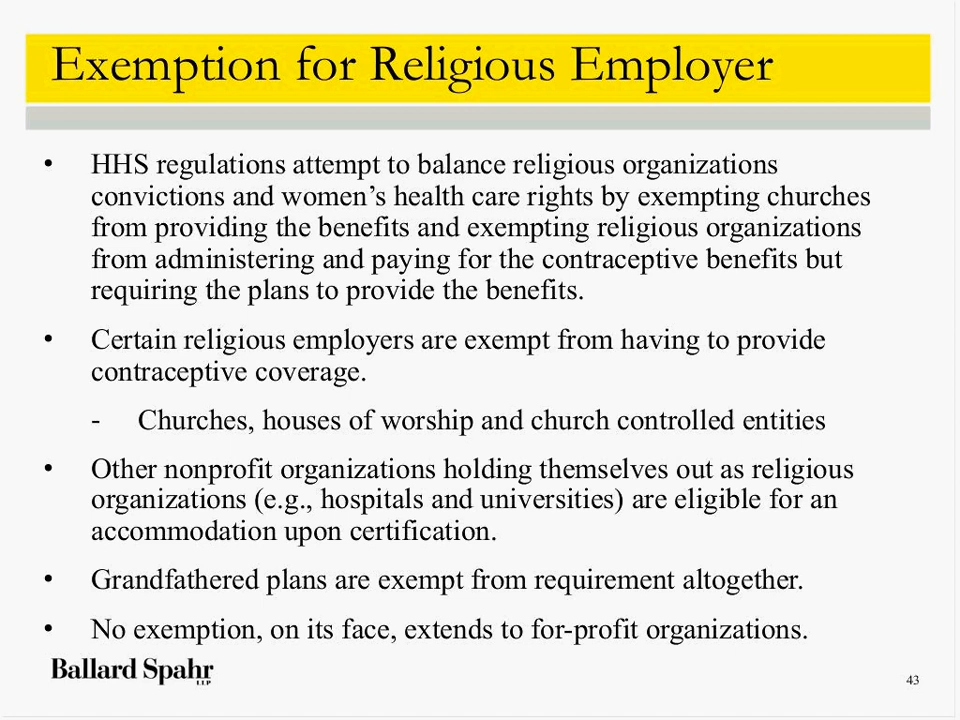 Exemption for Religious Employer
• HHS regulations attempt to balance religious organizations
convictions and women’s health care rights by exempting churches
from providing the benefits and exempting religious organizations
from administering and paying for the contraceptive benefits but
requiring the plans to provide the benefits.
• Certain religious employers are exempt from having to provide
contraceptive coverage.
- Churches, houses of worship and church controlled entities
• Other nonprofit organizations holding themselves out as religious
organizations (e.g., hospitals and universities) are eligible for an
accommodation upon certification.
• Grandfathered plans are exempt from requirement altogether.
• No exemption, on its face, extends to for-profit organizations.
Ballard Spahr
LLP
43